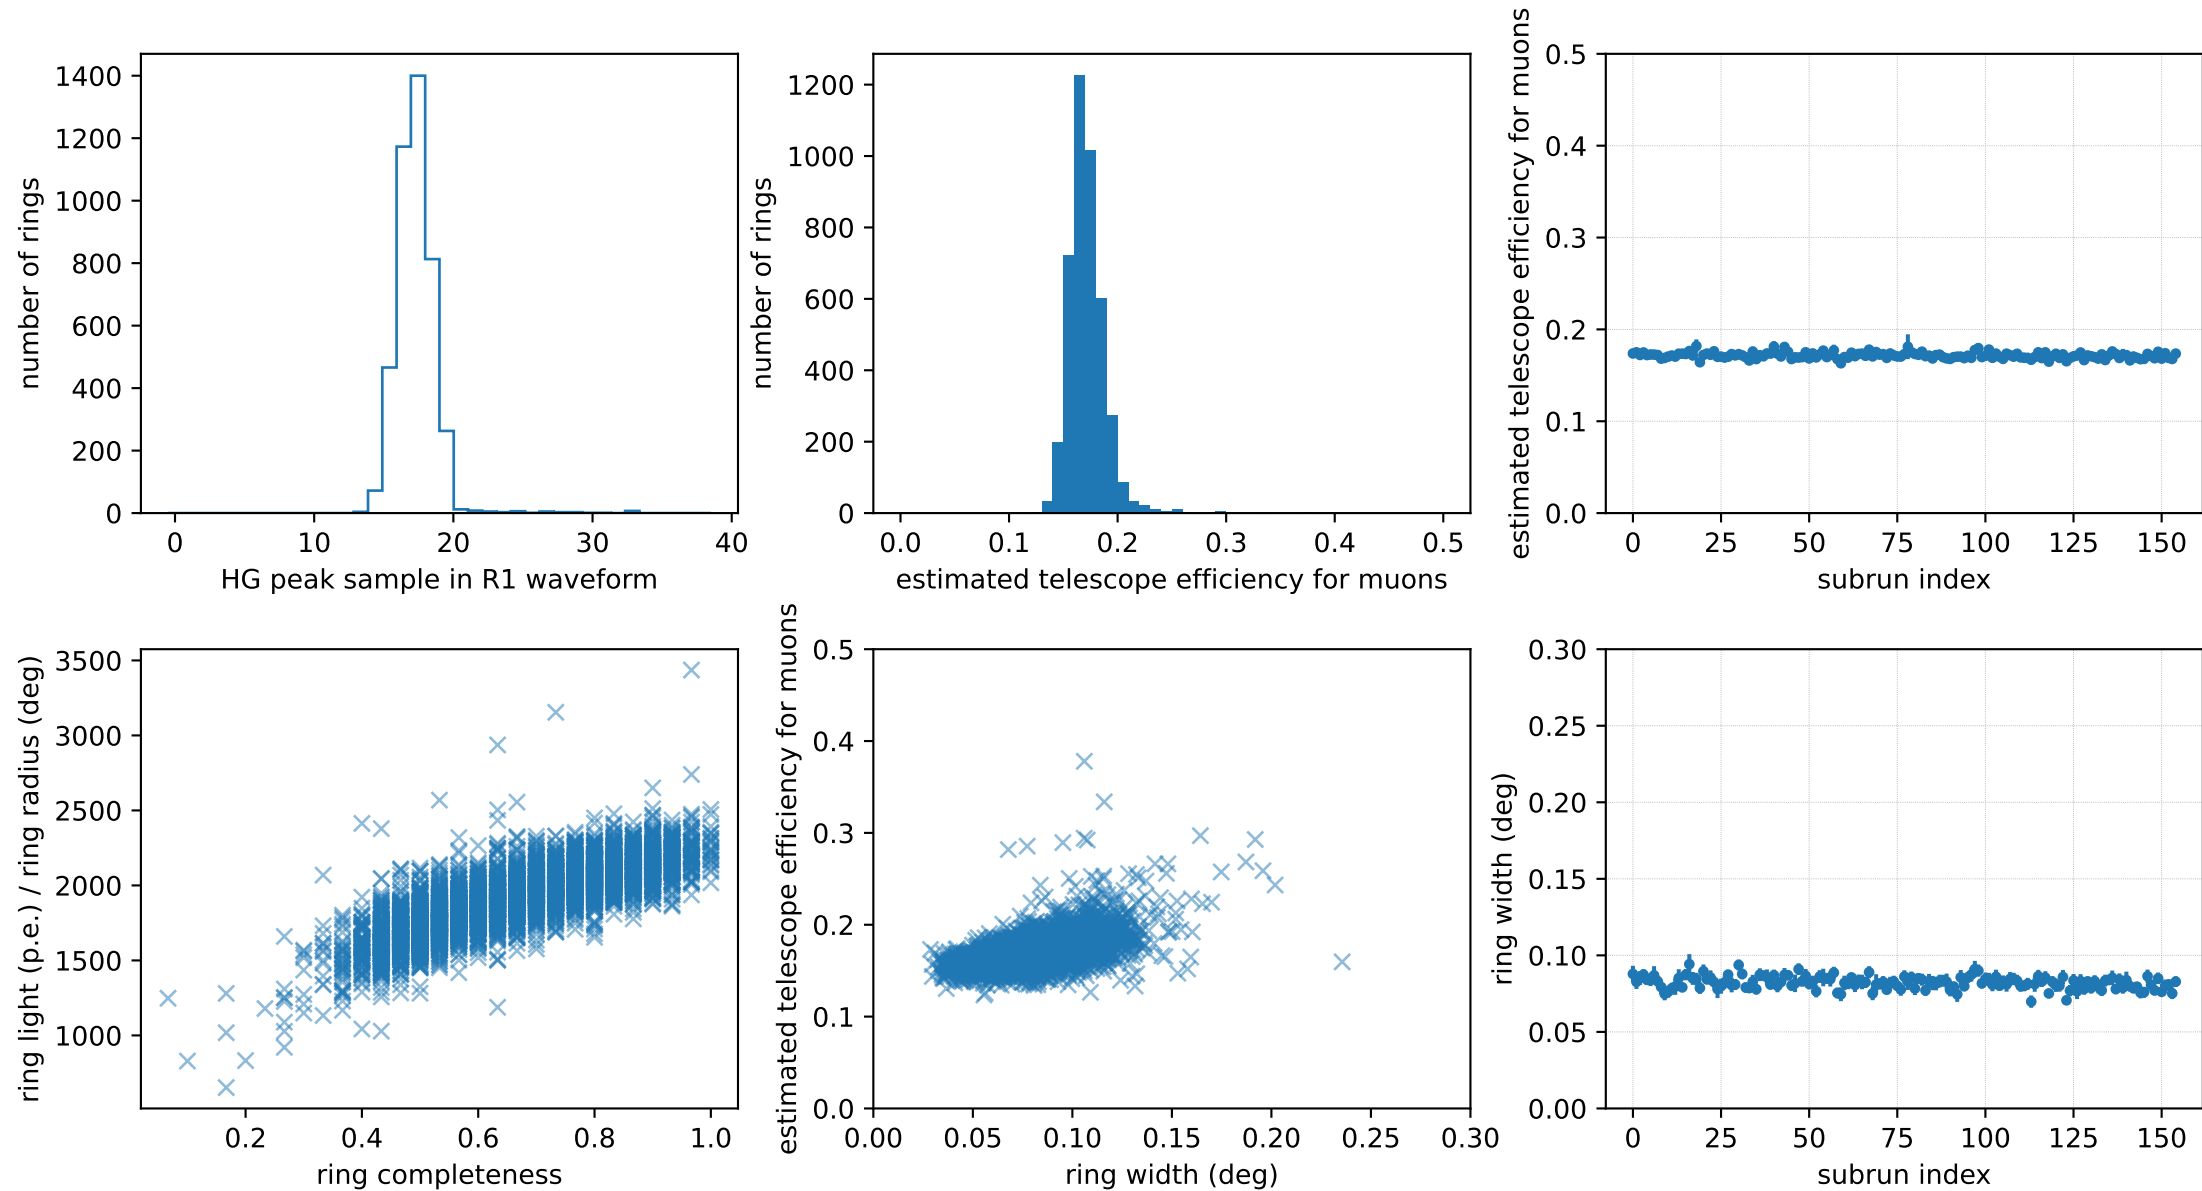 number of rings
1400
1200
1000
800
600
400
200
0
0 10 20 30 40
HG peak sample in R1 waveform
number of rings
1200
1000
800
600
400
200
0
0.0 0.1 0.2 0.3 0.4 0.5
estimated telescope efficiency for muons
estimated telescope efficiency for muons
0.5
0.4
0.3
0.2
0.1
0.0
0 25 50 75 100 125 150
subrun index
ring light (p.e.) / ring radius (deg)
3500
3000
2500
2000
1500
1000
0.2 0.4 0.6 0.8 1.0
ring completeness
estimated telescope efficiency for muons
0.5
0.4
0.3
0.2
0.1
0.0
0.00 0.05 0.10 0.15 0.20 0.25 0.30
ring width (deg)
ring width (deg)
0.30
0.25
0.20
0.15
0.10
0.05
0.00
0 25 50 75 100 125 150
subrun index